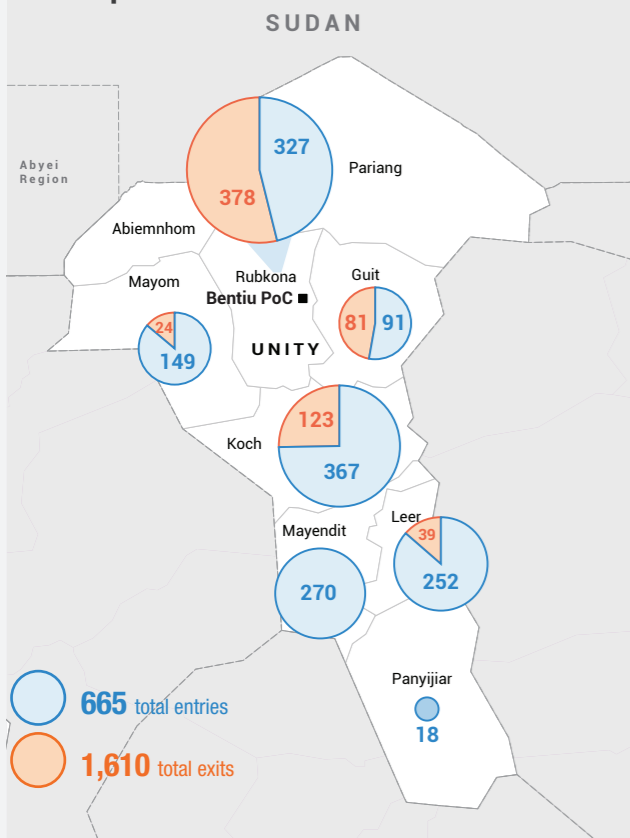 SUDAN
Abyei
Region
327
Pariang
378
Abiemnhom
Mayom
Rubkona
Guit
Bentiu PoC
24
81
91
149
UNITY
123
Koch
367
Leer
Mayendit
39
270
252
Panyijiar
18
665 total entries
1,610 total exits